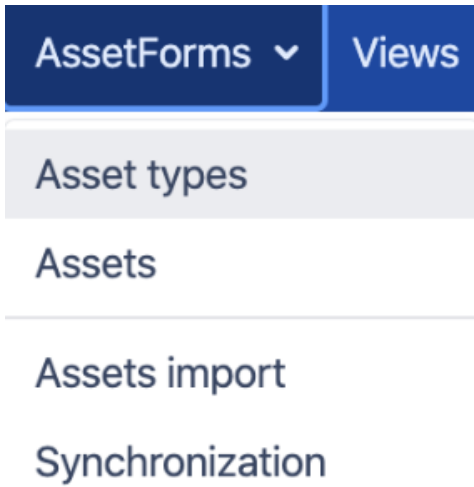 AssetForms Views
Asset types
Assets
Assets import
Synchronization